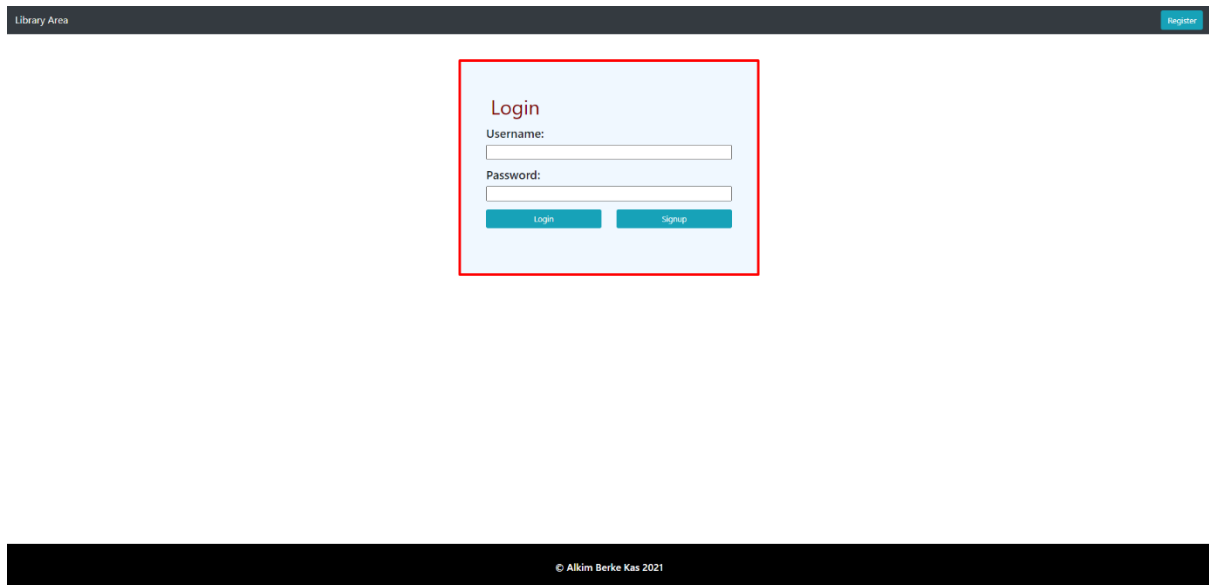 Library Area
Register
Login
Username:
Password:
Login Signup
© Alkim Berke Kas 2021